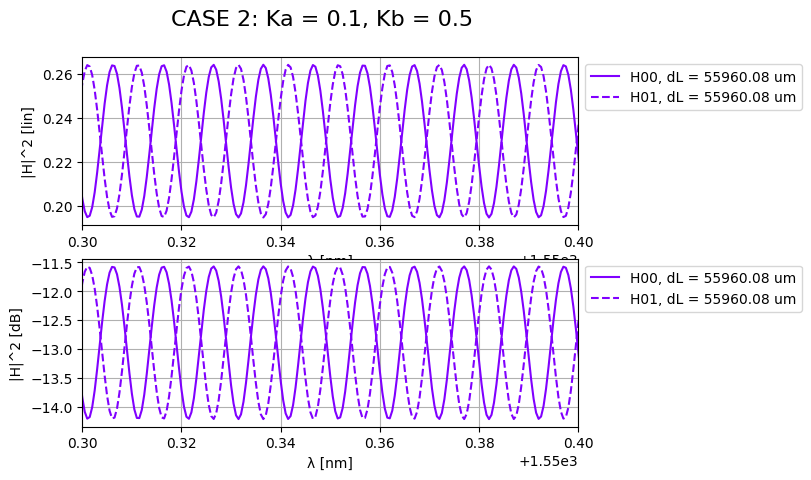 CASE 2: Ka = 0.1, Kb = 0.5
|H|^2 [lin]
0.26
0.24
0.22
0.20
0.30 0.32 0.34 0.36 0.38 0.40
λ [nm]
+1.55e3
H00, dL = 55960.08 um
H01, dL = 55960.08 um
|H|^2 [dB]
−11.5
−12.0
−12.5
−13.0
−13.5
−14.0
0.30 0.32 0.34 0.36 0.38 0.40
λ [nm]
+1.55e3
H00, dL = 55960.08 um
H01, dL = 55960.08 um